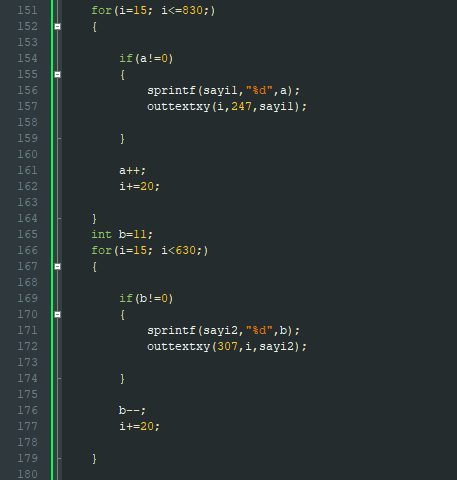 151 for(i=15; i<=830;)
152 {
153
154 if(a!=0)
155 {
156 sprintf(sayi1,"%d",a);
157 outtextxy(i,247,sayi1);
158
159 }
160
161 a++;
162 i+=20;
163
164 }
165 int b=11;
166 for(i=15; i<630;)
167 {
168
169 if(b!=0)
170 {
171 sprintf(sayi2,"%d",b);
172 outtextxy(307,i,sayi2);
173
174 }
175
176 b--;
177 i+=20;
178
179 }
180